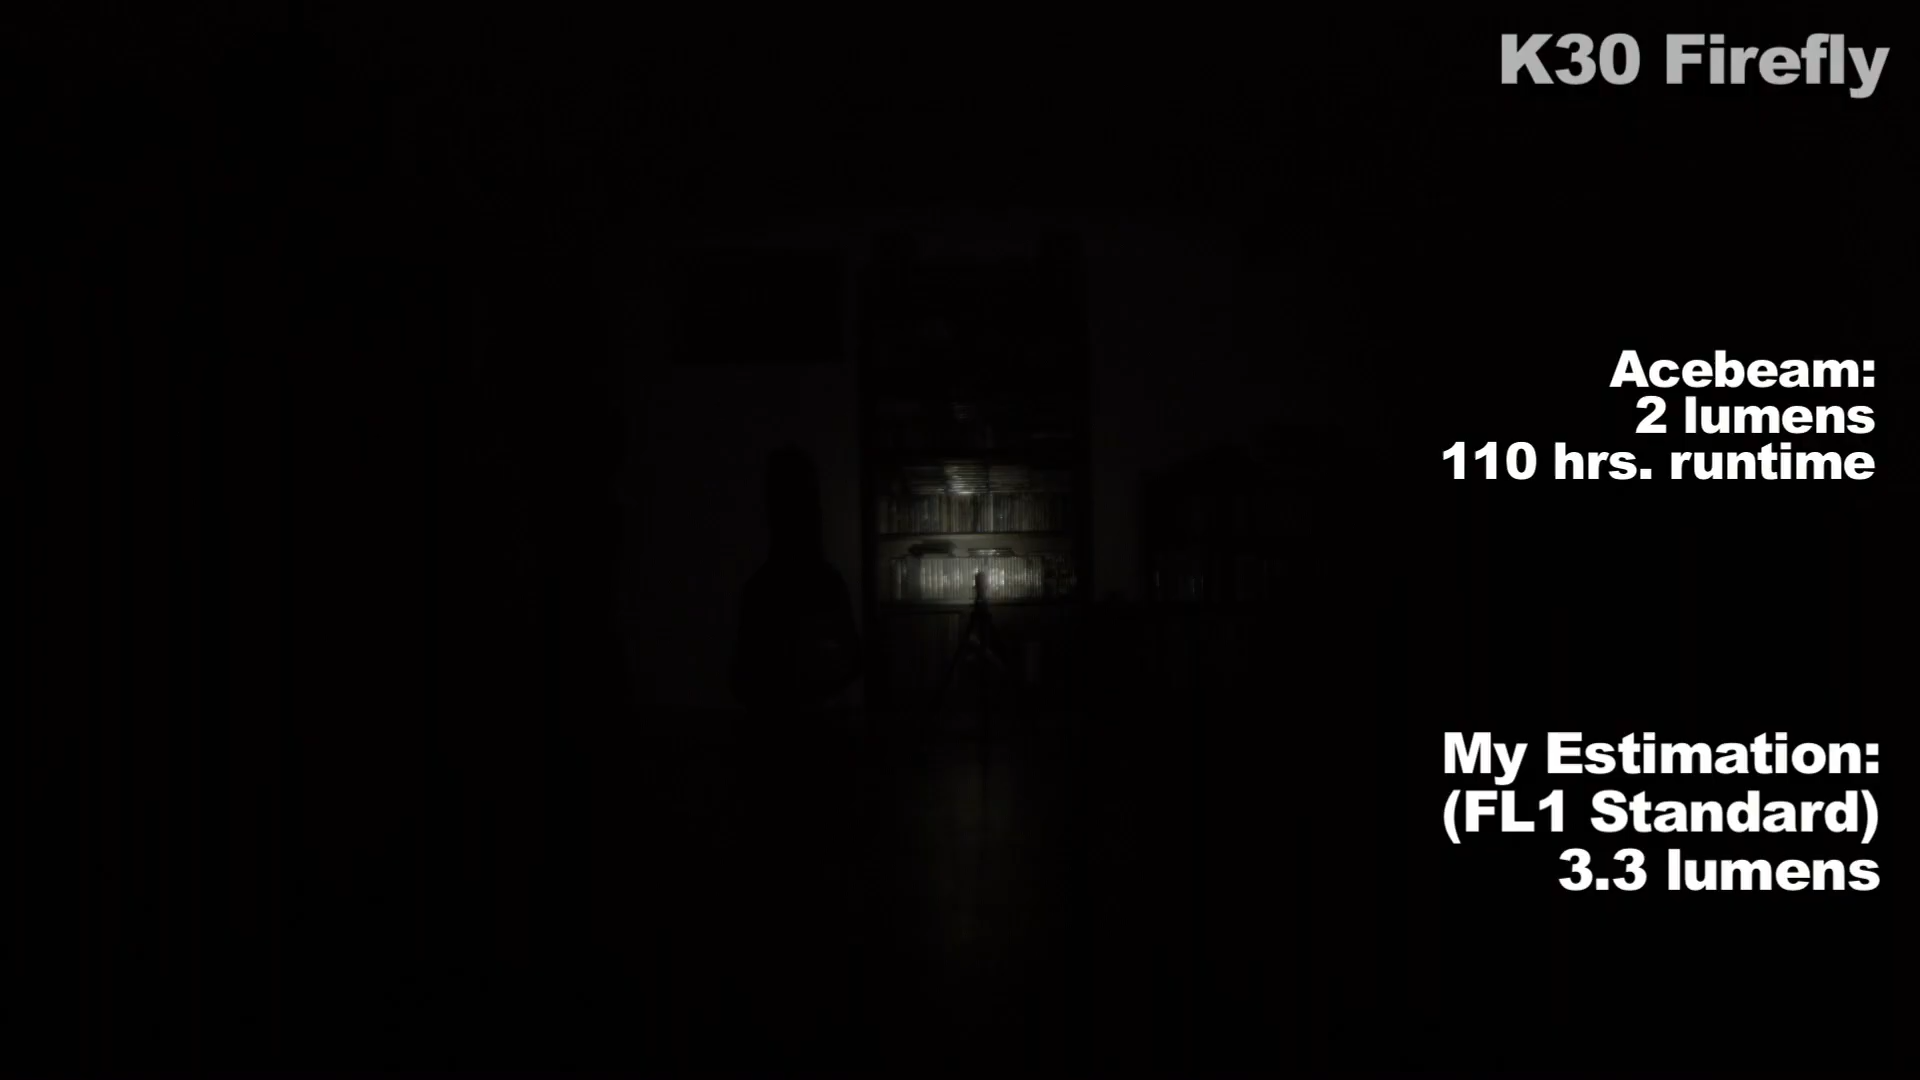 K30 Firefly
Acebeam:
2 lumens
110 hrs. runtime
My Estimation:
(FL1 Standard)
3.3 lumens